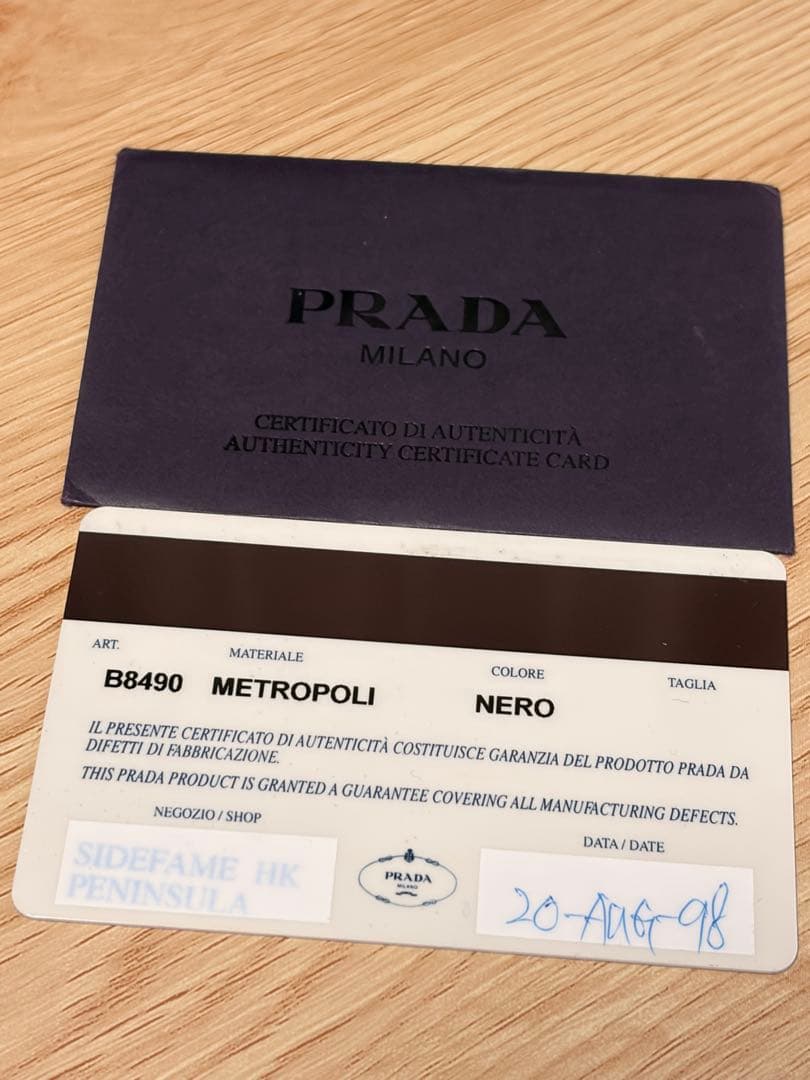 PRADA
MILANO
CERTIFICATO DI AUTENTICITÀ
AUTHENTICITY CERTIFICATE CARD
ART. MATERIALE COLORE TAGLIA
B8490 METROPOLI NERO
IL PRESENTE CERTIFICATO DI AUTENTICITÀ COSTITUISCE GARANZIA DEL PRODOTTO PRADA DA
DIFETTI DI FABBRICAZIONE.
THIS PRADA PRODUCT IS GRANTED A GUARANTEE COVERING ALL MANUFACTURING DEFECTS.
NEGOZIO / SHOP
SIDEFAME HK
PENINSULA
PRADA
MILANO
DATA / DATE
20-AUG-98